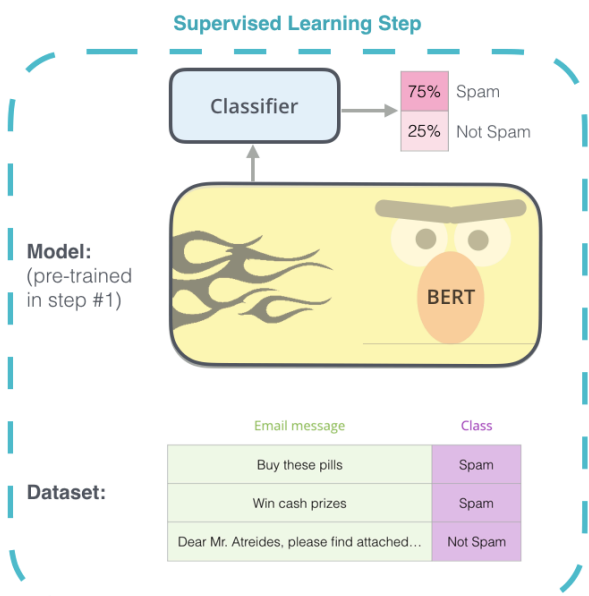 Supervised Learning Step
Classifier
75% Spam
25% Not Spam
Model:
(pre-trained
in step #1)
BERT
Email message Class
Dataset:
Buy these pills Spam
Win cash prizes Spam
Dear Mr. Atreides, please find attached… Not Spam